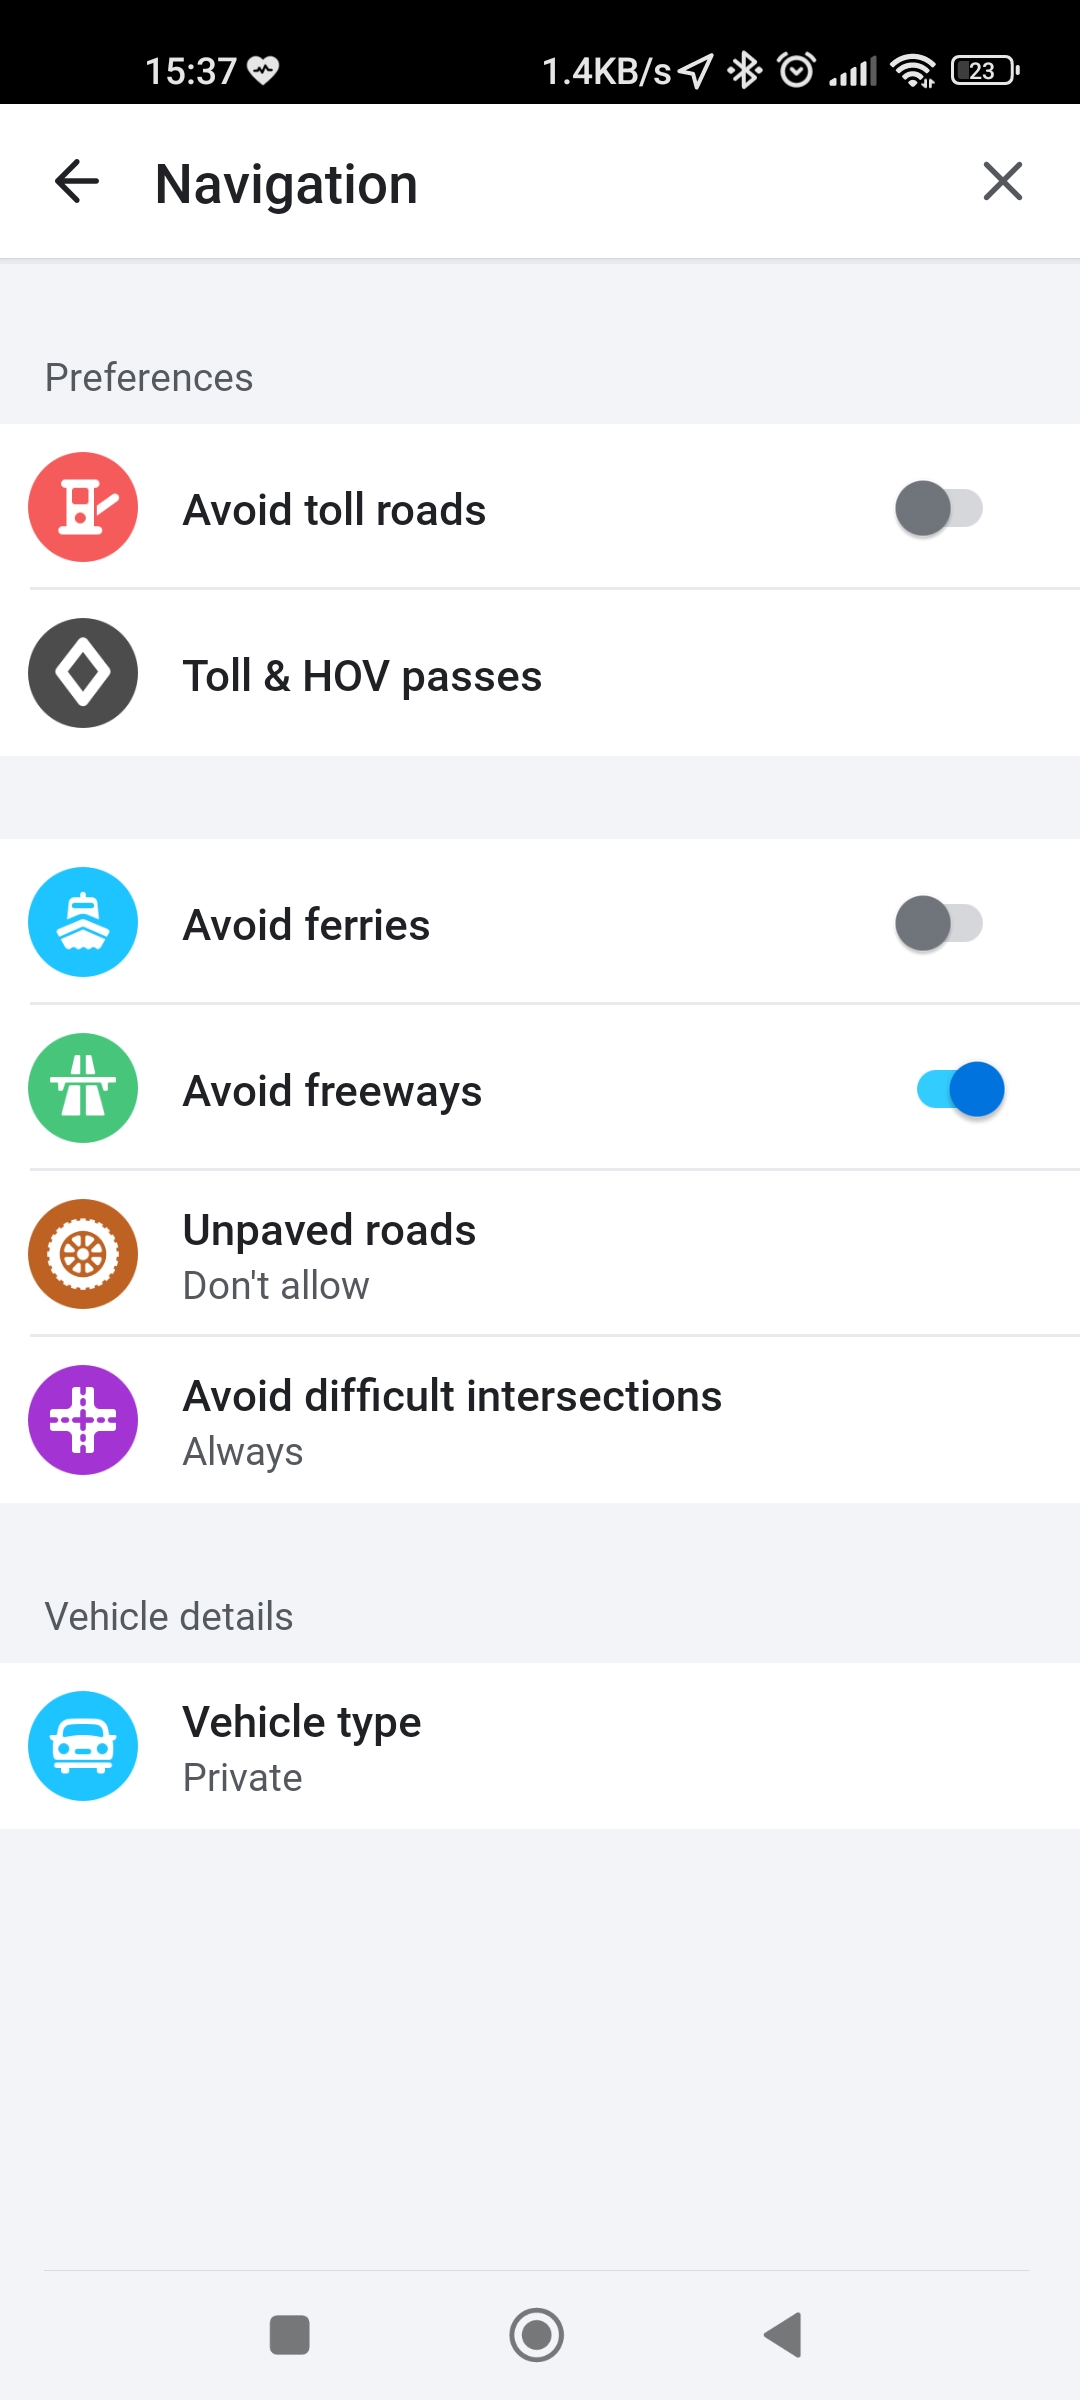 15:37 1.4KB/s 23
Navigation
Preferences
Avoid toll roads
Toll & HOV passes
Avoid ferries
Avoid freeways
Unpaved roads
Don't allow
Avoid difficult intersections
Always
Vehicle details
Vehicle type
Private